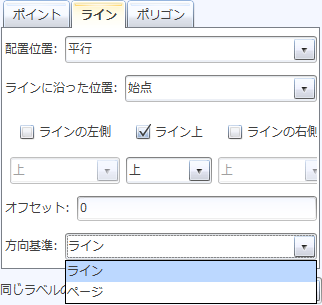 ポイント ライン ポリゴン
配置位置: 平行
ラインに沿った位置: 始点
ラインの左側 ライン上 ラインの右側
上 上 上
オフセット: 0
方向基準: ライン
ライン
同じラベルの
ページ